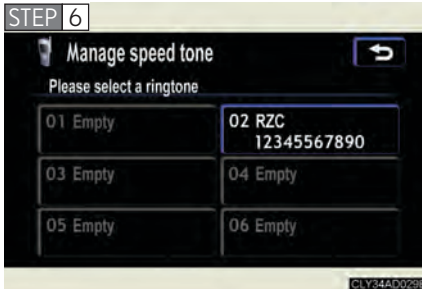 STEP 6
Manage speed tone
Please select a ringtone
01 Empty
02 RZC
12345567890
03 Empty
04 Empty
05 Empty
06 Empty
CLY34AD029E